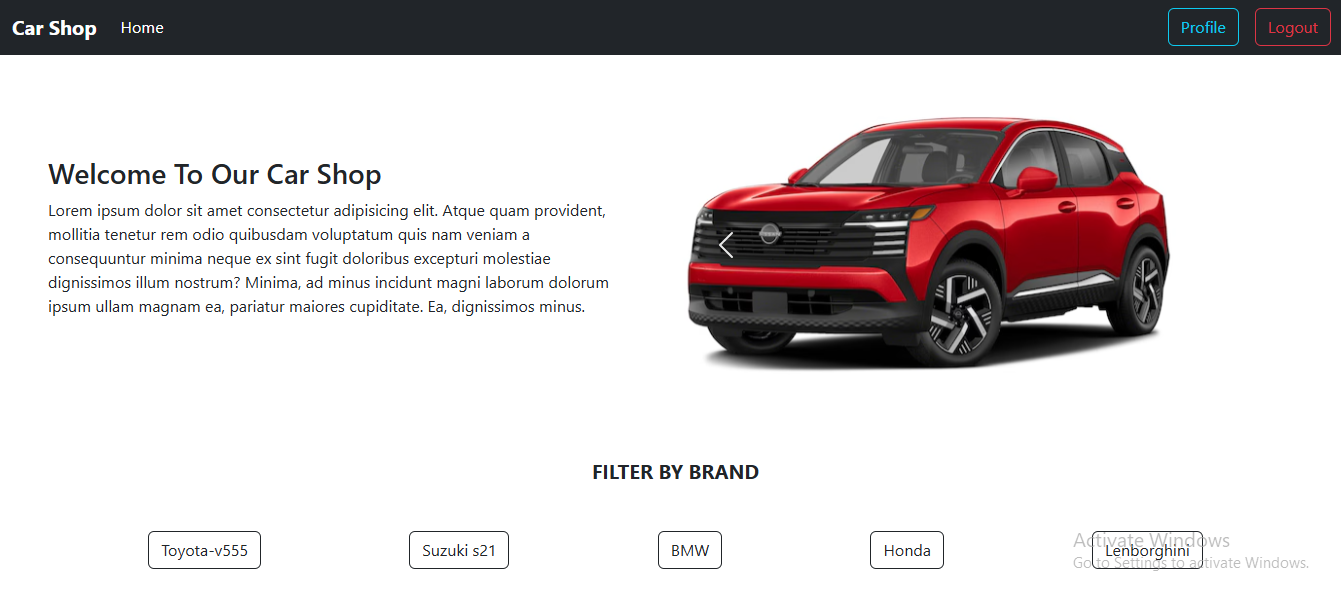 Car Shop Home Profile Logout
Welcome To Our Car Shop
Lorem ipsum dolor sit amet consectetur adipisicing elit. Atque quam provident,
mollitia tenetur rem odio quibusdam voluptatum quis nam veniam a
consequuntur minima neque ex sint fugit doloribus excepturi molestiae
dignissimos illum nostrum? Minima, ad minus incidunt magni laborum dolorum
ipsum ullam magnam ea, pariatur maiores cupiditate. Ea, dignissimos minus.
FILTER BY BRAND
Toyota-v555 Suzuki s21 BMW Honda Lenborghini
Activate Windows
Go to Settings to activate Windows.